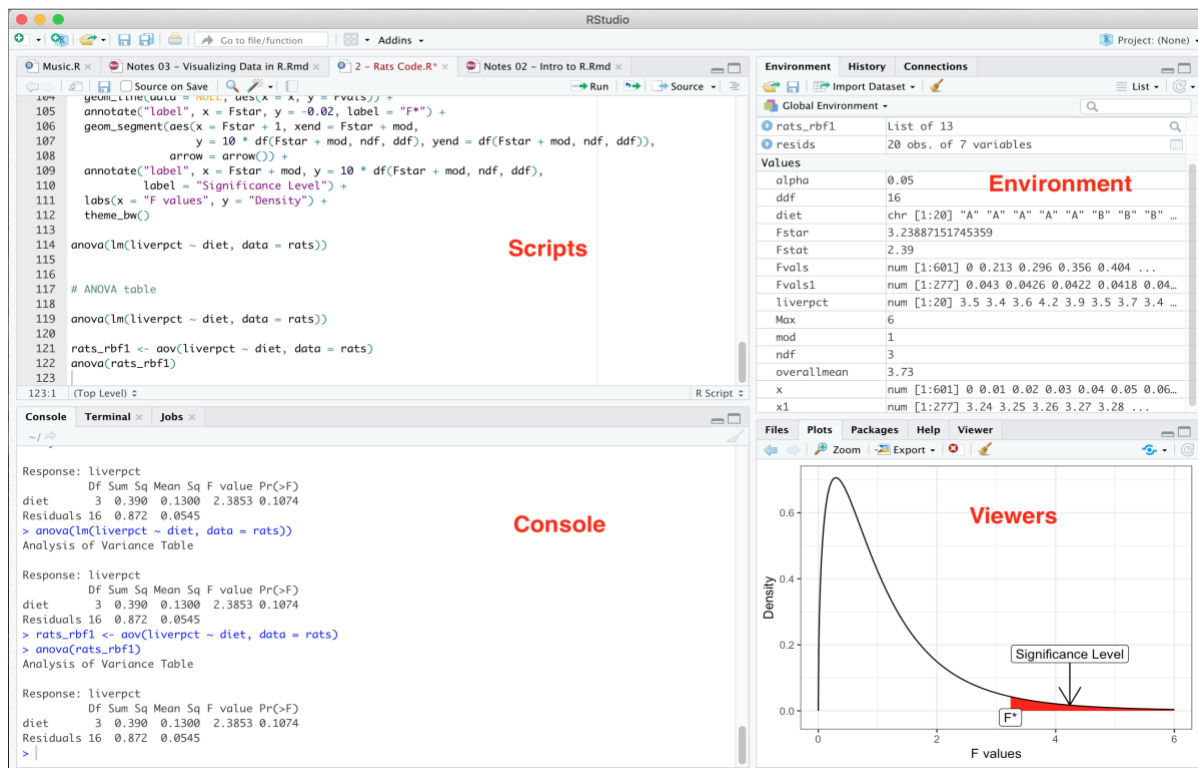 RStudio
Go to file/function
Addins
Project: (None)
Music.R
Notes 03 - Visualizing Data in R.Rmd
2 - Rats Code.R*
Notes 02 - Intro to R.Rmd
Source on Save
Run
Source
105 annotate("label", x = Fstar, y = -0.02, label = "F*") +
106 geom_segment(aes(x = Fstar + 1, xend = Fstar + mod,
107 y = 10 * df(Fstar + mod, ndf, ddf), yend = df(Fstar + mod, ndf, ddf)),
108 arrow = arrow()) +
109 annotate("label", x = Fstar + mod, y = 10 * df(Fstar + mod, ndf, ddf),
110 label = "Significance Level") +
111 labs(x = "F values", y = "Density") +
112 theme_bw()
113
114 anova(lm(liverpct ~ diet, data = rats))
115
116
117 # ANOVA table
118
119 anova(lm(liverpct ~ diet, data = rats))
120
121 rats_rbf1 <- aov(liverpct ~ diet, data = rats)
122 anova(rats_rbf1)
123
Scripts
123:1 (Top Level)
R Script
Console
Terminal
Jobs
~/
Response: liverpct
Df Sum Sq Mean Sq F value Pr(>F)
diet 3 0.390 0.1300 2.3853 0.1074
Residuals 16 0.872 0.0545
> anova(lm(liverpct ~ diet, data = rats))
Analysis of Variance Table
Response: liverpct
Df Sum Sq Mean Sq F value Pr(>F)
diet 3 0.390 0.1300 2.3853 0.1074
Residuals 16 0.872 0.0545
> rats_rbf1 <- aov(liverpct ~ diet, data = rats)
> anova(rats_rbf1)
Analysis of Variance Table
Response: liverpct
Df Sum Sq Mean Sq F value Pr(>F)
diet 3 0.390 0.1300 2.3853 0.1074
Residuals 16 0.872 0.0545
>
Console
Environment
History
Connections
Import Dataset
List
Global Environment
rats_rbf1 List of 13
resids 20 obs. of 7 variables
Values
alpha 0.05
ddf 16
diet chr [1:20] "A" "A" "A" "A" "A" "B" "B" "B" …
Fstar 3.23887151745359
Fstat 2.39
Fvals num [1:601] 0 0.213 0.296 0.356 0.404 ...
Fvals1 num [1:277] 0.043 0.0426 0.0422 0.0418 0.04…
liverpct num [1:20] 3.5 3.4 3.6 4.2 3.9 3.5 3.7 3.4 …
Max 6
mod 1
ndf 3
overallmean 3.73
x num [1:601] 0 0.01 0.02 0.03 0.04 0.05 0.06…
x1 num [1:277] 3.24 3.25 3.26 3.27 3.28 ...
Environment
Files
Plots
Packages
Help
Viewer
Zoom
Export
Viewers
Density
0.6
0.4
0.2
0.0
Significance Level
F*
0
2
4
6
F values